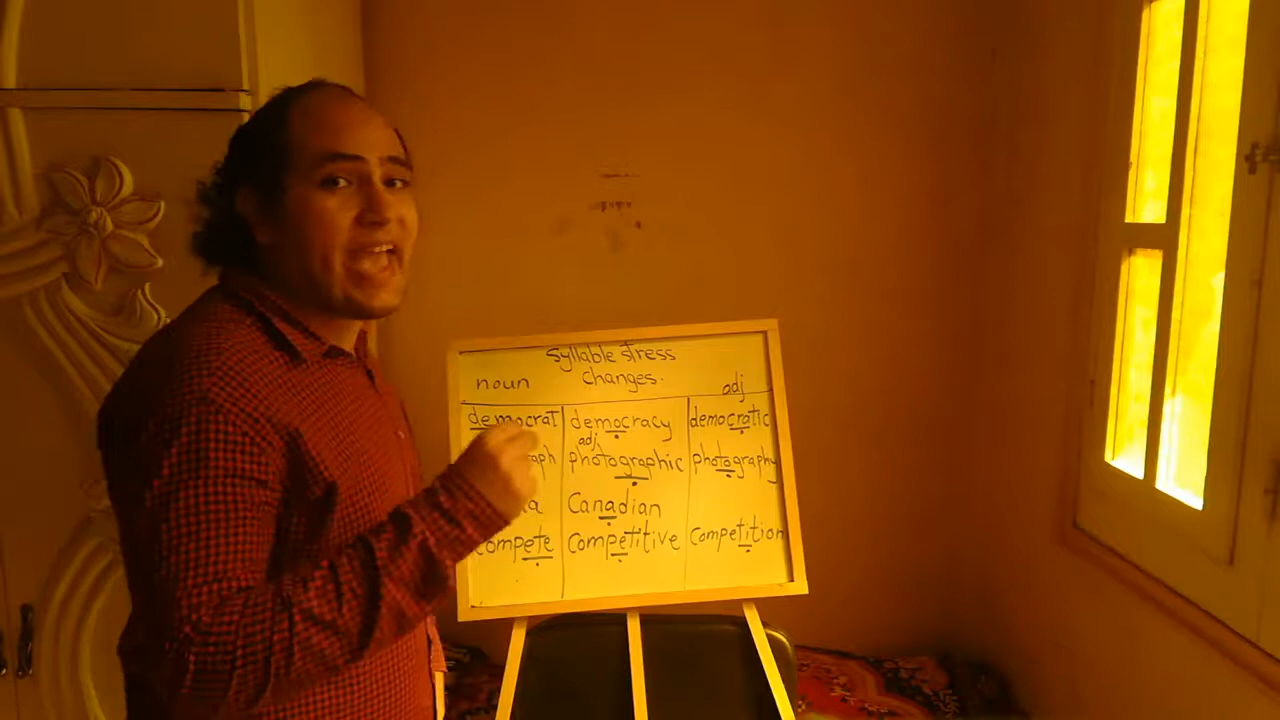 Syllable stress
Changes.
noun adj
democrat democracy democratic
adj
photographic photography
Canadian
compete Competitive Competition